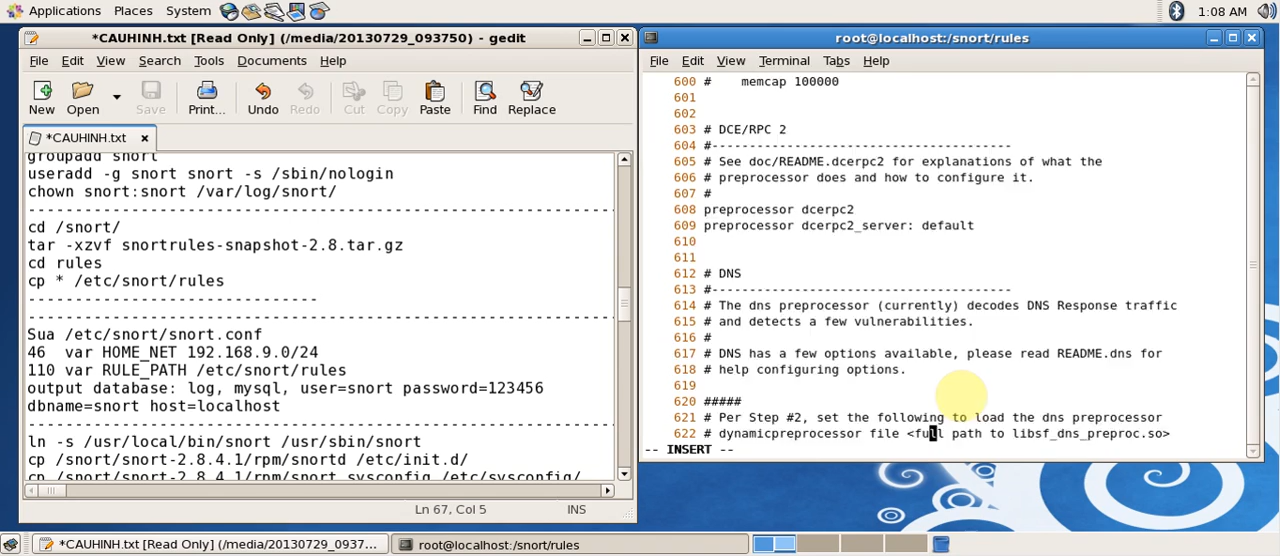 Applications Places System 1:08 AM
*CAUHINH.txt [Read Only] (/media/20130729_093750) - gedit
File Edit View Search Tools Documents Help
New Open Save Print... Undo Redo Cut Copy Paste Find Replace
*CAUHINH.txt
groupadd snort
useradd -g snort snort -s /sbin/nologin
chown snort:snort /var/log/snort/
---------------------------------------------------------------
cd /snort/
tar -xzvf snortrules-snapshot-2.8.tar.gz
cd rules
cp * /etc/snort/rules
-------------------------------
---------------------------------------------------------------
Sua /etc/snort/snort.conf
46  var HOME_NET 192.168.9.0/24
110 var RULE_PATH /etc/snort/rules
output database: log, mysql, user=snort password=123456
dbname=snort host=localhost
---------------------------------------------------------------
ln -s /usr/local/bin/snort /usr/sbin/snort
cp /snort/snort-2.8.4.1/rpm/snortd /etc/init.d/
cp /snort/snort-2.8.4.1/rpm/snort.sysconfig /etc/sysconfig/
Ln 67, Col 5 INS
root@localhost:/snort/rules
File Edit View Terminal Tabs Help
600 #    memcap 100000
601
602
603 # DCE/RPC 2
604 #----------------------------------------
605 # See doc/README.dcerpc2 for explanations of what the
606 # preprocessor does and how to configure it.
607 #
608 preprocessor dcerpc2
609 preprocessor dcerpc2_server: default
610
611
612 # DNS
613 #----------------------------------------
614 # The dns preprocessor (currently) decodes DNS Response traffic
615 # and detects a few vulnerabilities.
616 #
617 # DNS has a few options available, please read README.dns for
618 # help configuring options.
619
620 #####
621 # Per Step #2, set the following to load the dns preprocessor
622 # dynamicpreprocessor file <full path to libsf_dns_preproc.so>
-- INSERT --
*CAUHINH.txt [Read Only] (/media/20130729_0937...
root@localhost:/snort/rules